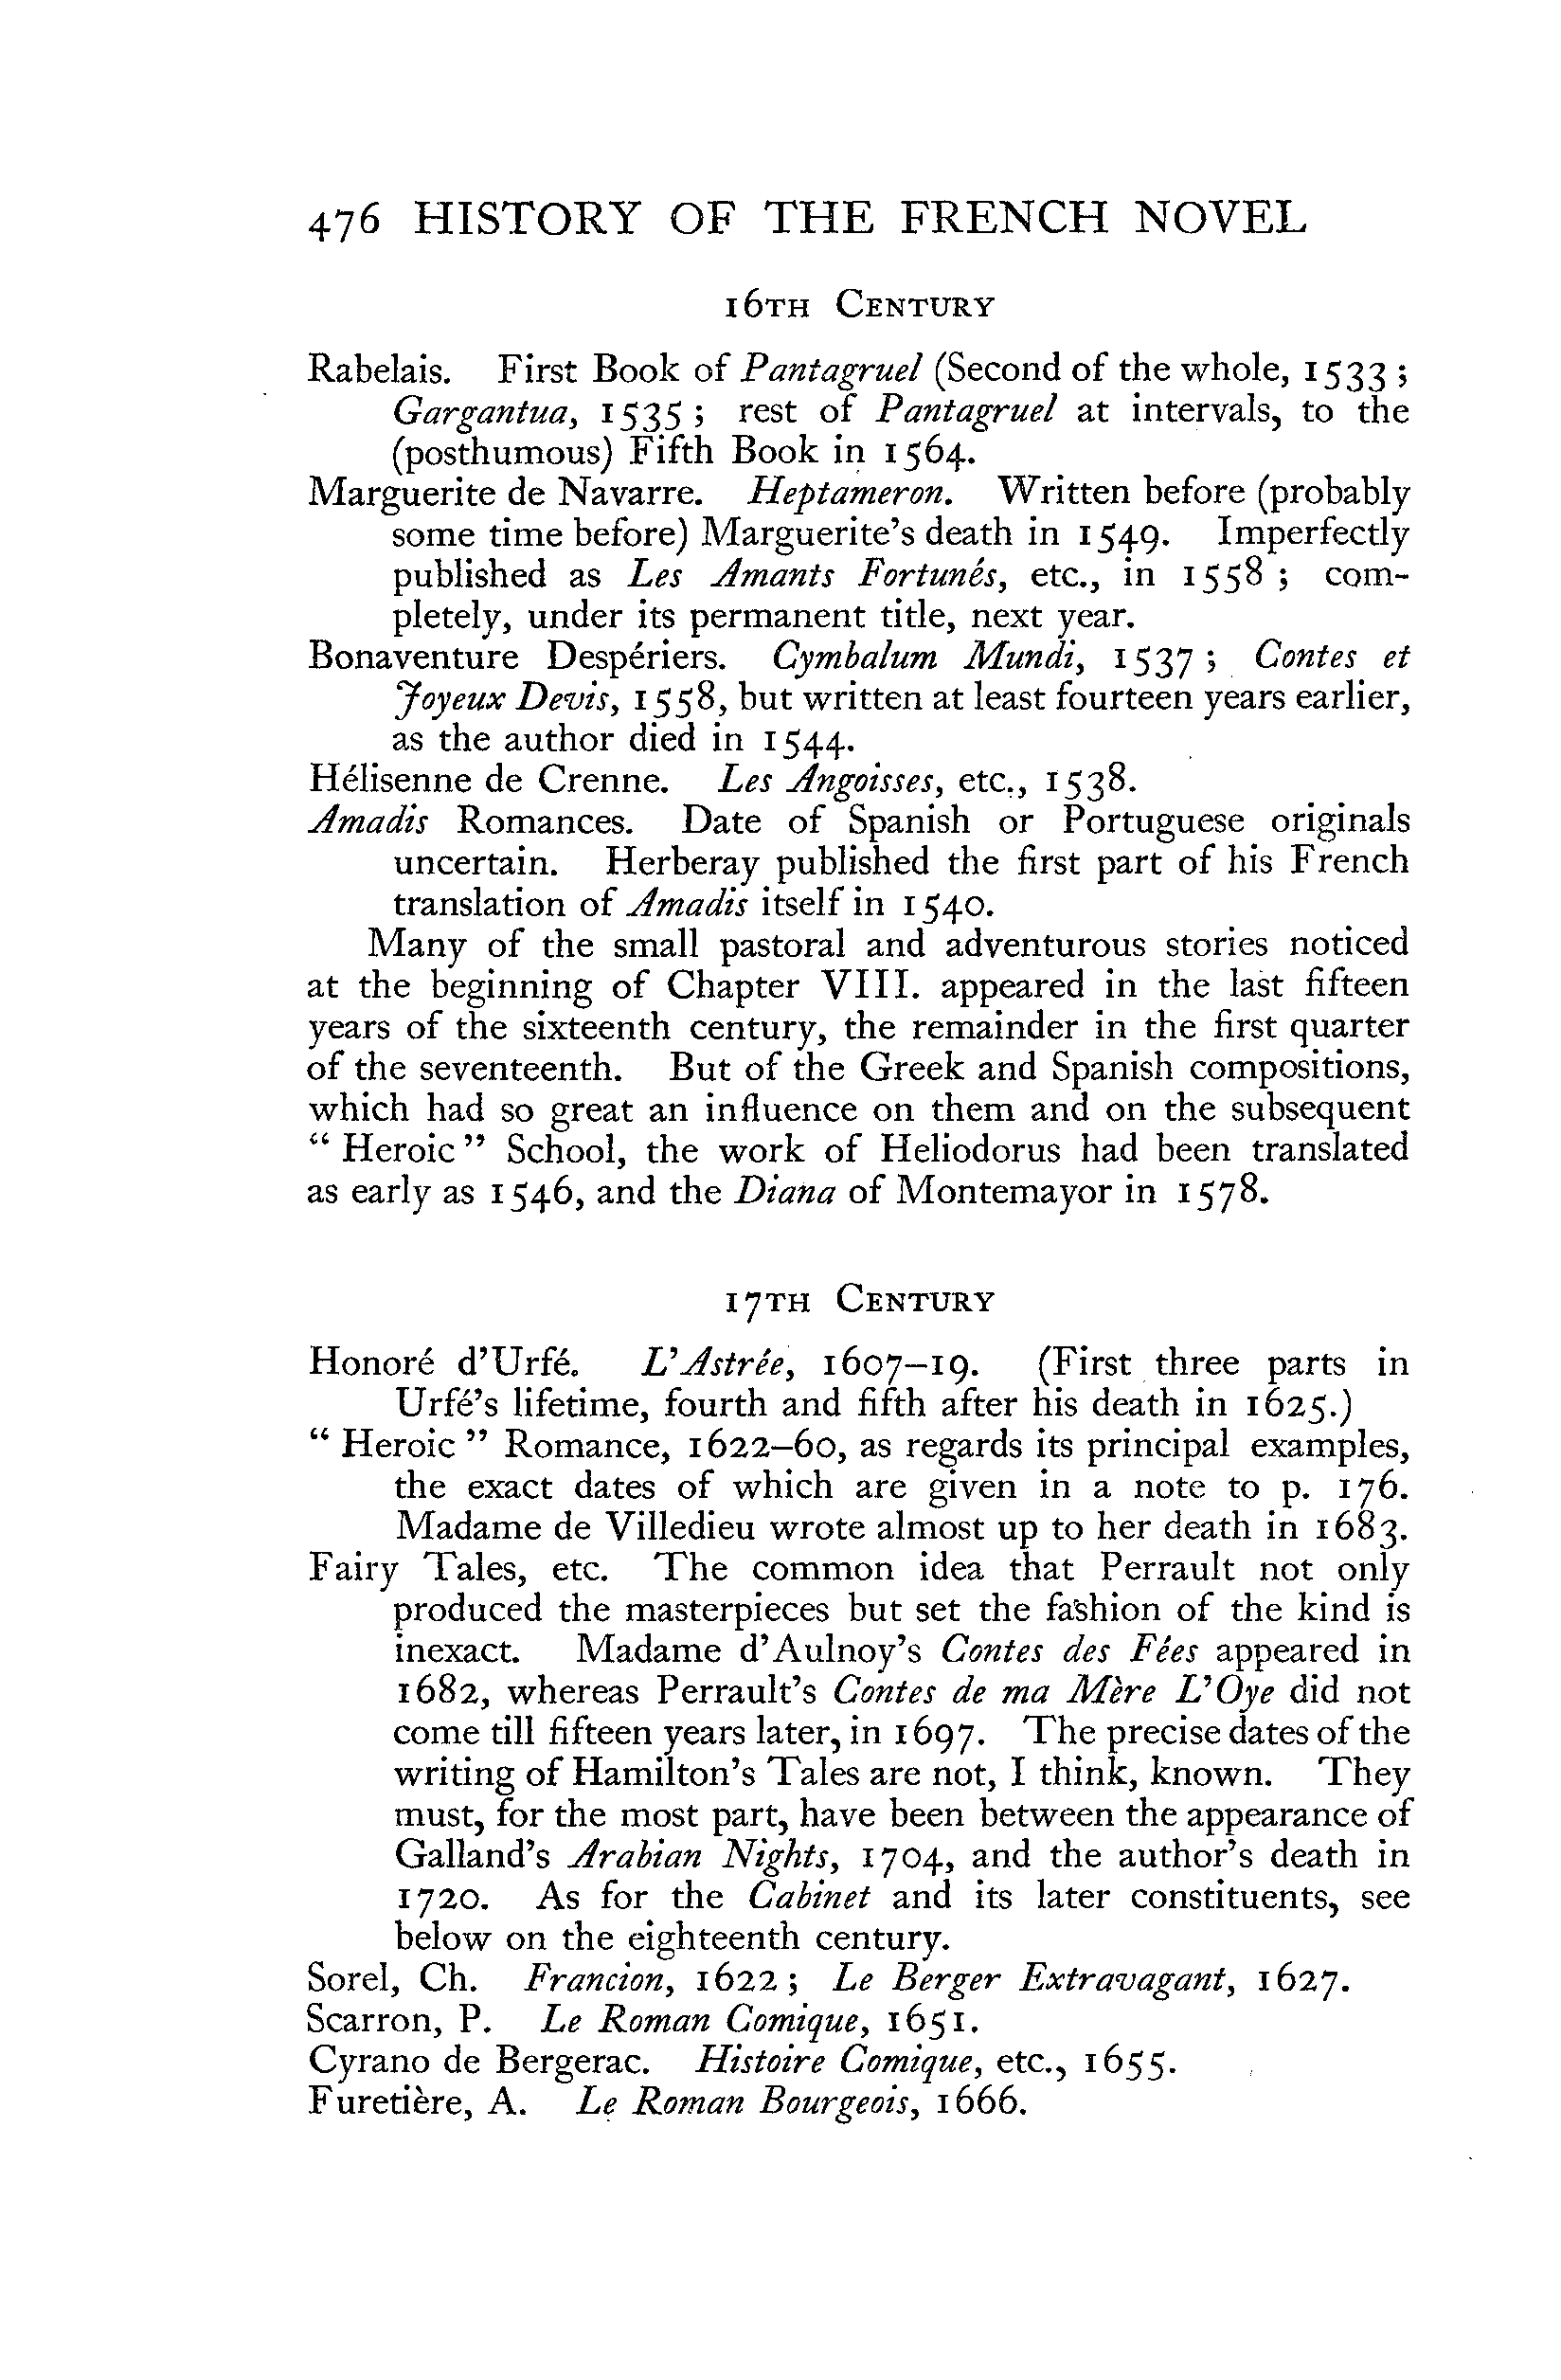 476 HISTORY OF THE FRENCH NOVEL
16TH CENTURY
Rabelais. First Book of Pantagruel (Second of the whole, 1533 ;
Gargantua, 1535 ; rest of Pantagruel at intervals, to the
(posthumous) Fifth Book in 1564.
Marguerite de Navarre. Heptameron. Written before (probably
some time before) Marguerite's death in 1549. Imperfectly
published as Les Amants Fortunés, etc., in 1558 ; com-
pletely, under its permanent title, next year.
Bonaventure Despériers. Cymbalum Mundi, 1537 ; Contes et
Joyeux Devis, 1558, but written at least fourteen years earlier,
as the author died in 1544.
Hélisenne de Crenne. Les Angoisses, etc., 1538.
Amadis Romances. Date of Spanish or Portuguese originals
uncertain. Herberay published the first part of his French
translation of Amadis itself in 1540.
Many of the small pastoral and adventurous stories noticed
at the beginning of Chapter VIII. appeared in the last fifteen
years of the sixteenth century, the remainder in the first quarter
of the seventeenth. But of the Greek and Spanish compositions,
which had so great an influence on them and on the subsequent
“ Heroic ” School, the work of Heliodorus had been translated
as early as 1546, and the Diana of Montemayor in 1578.
17TH CENTURY
Honoré d'Urfé. L'Astrée, 1607–19. (First three parts in
Urfé's lifetime, fourth and fifth after his death in 1625.)
“ Heroic ” Romance, 1622–60, as regards its principal examples,
the exact dates of which are given in a note to p. 176.
Madame de Villedieu wrote almost up to her death in 1683.
Fairy Tales, etc. The common idea that Perrault not only
produced the masterpieces but set the fashion of the kind is
inexact. Madame d'Aulnoy's Contes des Fées appeared in
1682, whereas Perrault's Contes de ma Mère L'Oye did not
come till fifteen years later, in 1697. The precise dates of the
writing of Hamilton's Tales are not, I think, known. They
must, for the most part, have been between the appearance of
Galland's Arabian Nights, 1704, and the author's death in
1720. As for the Cabinet and its later constituents, see
below on the eighteenth century.
Sorel, Ch. Francion, 1622 ; Le Berger Extravagant, 1627.
Scarron, P. Le Roman Comique, 1651.
Cyrano de Bergerac. Histoire Comique, etc., 1655.
Furetière, A. Le Roman Bourgeois, 1666.